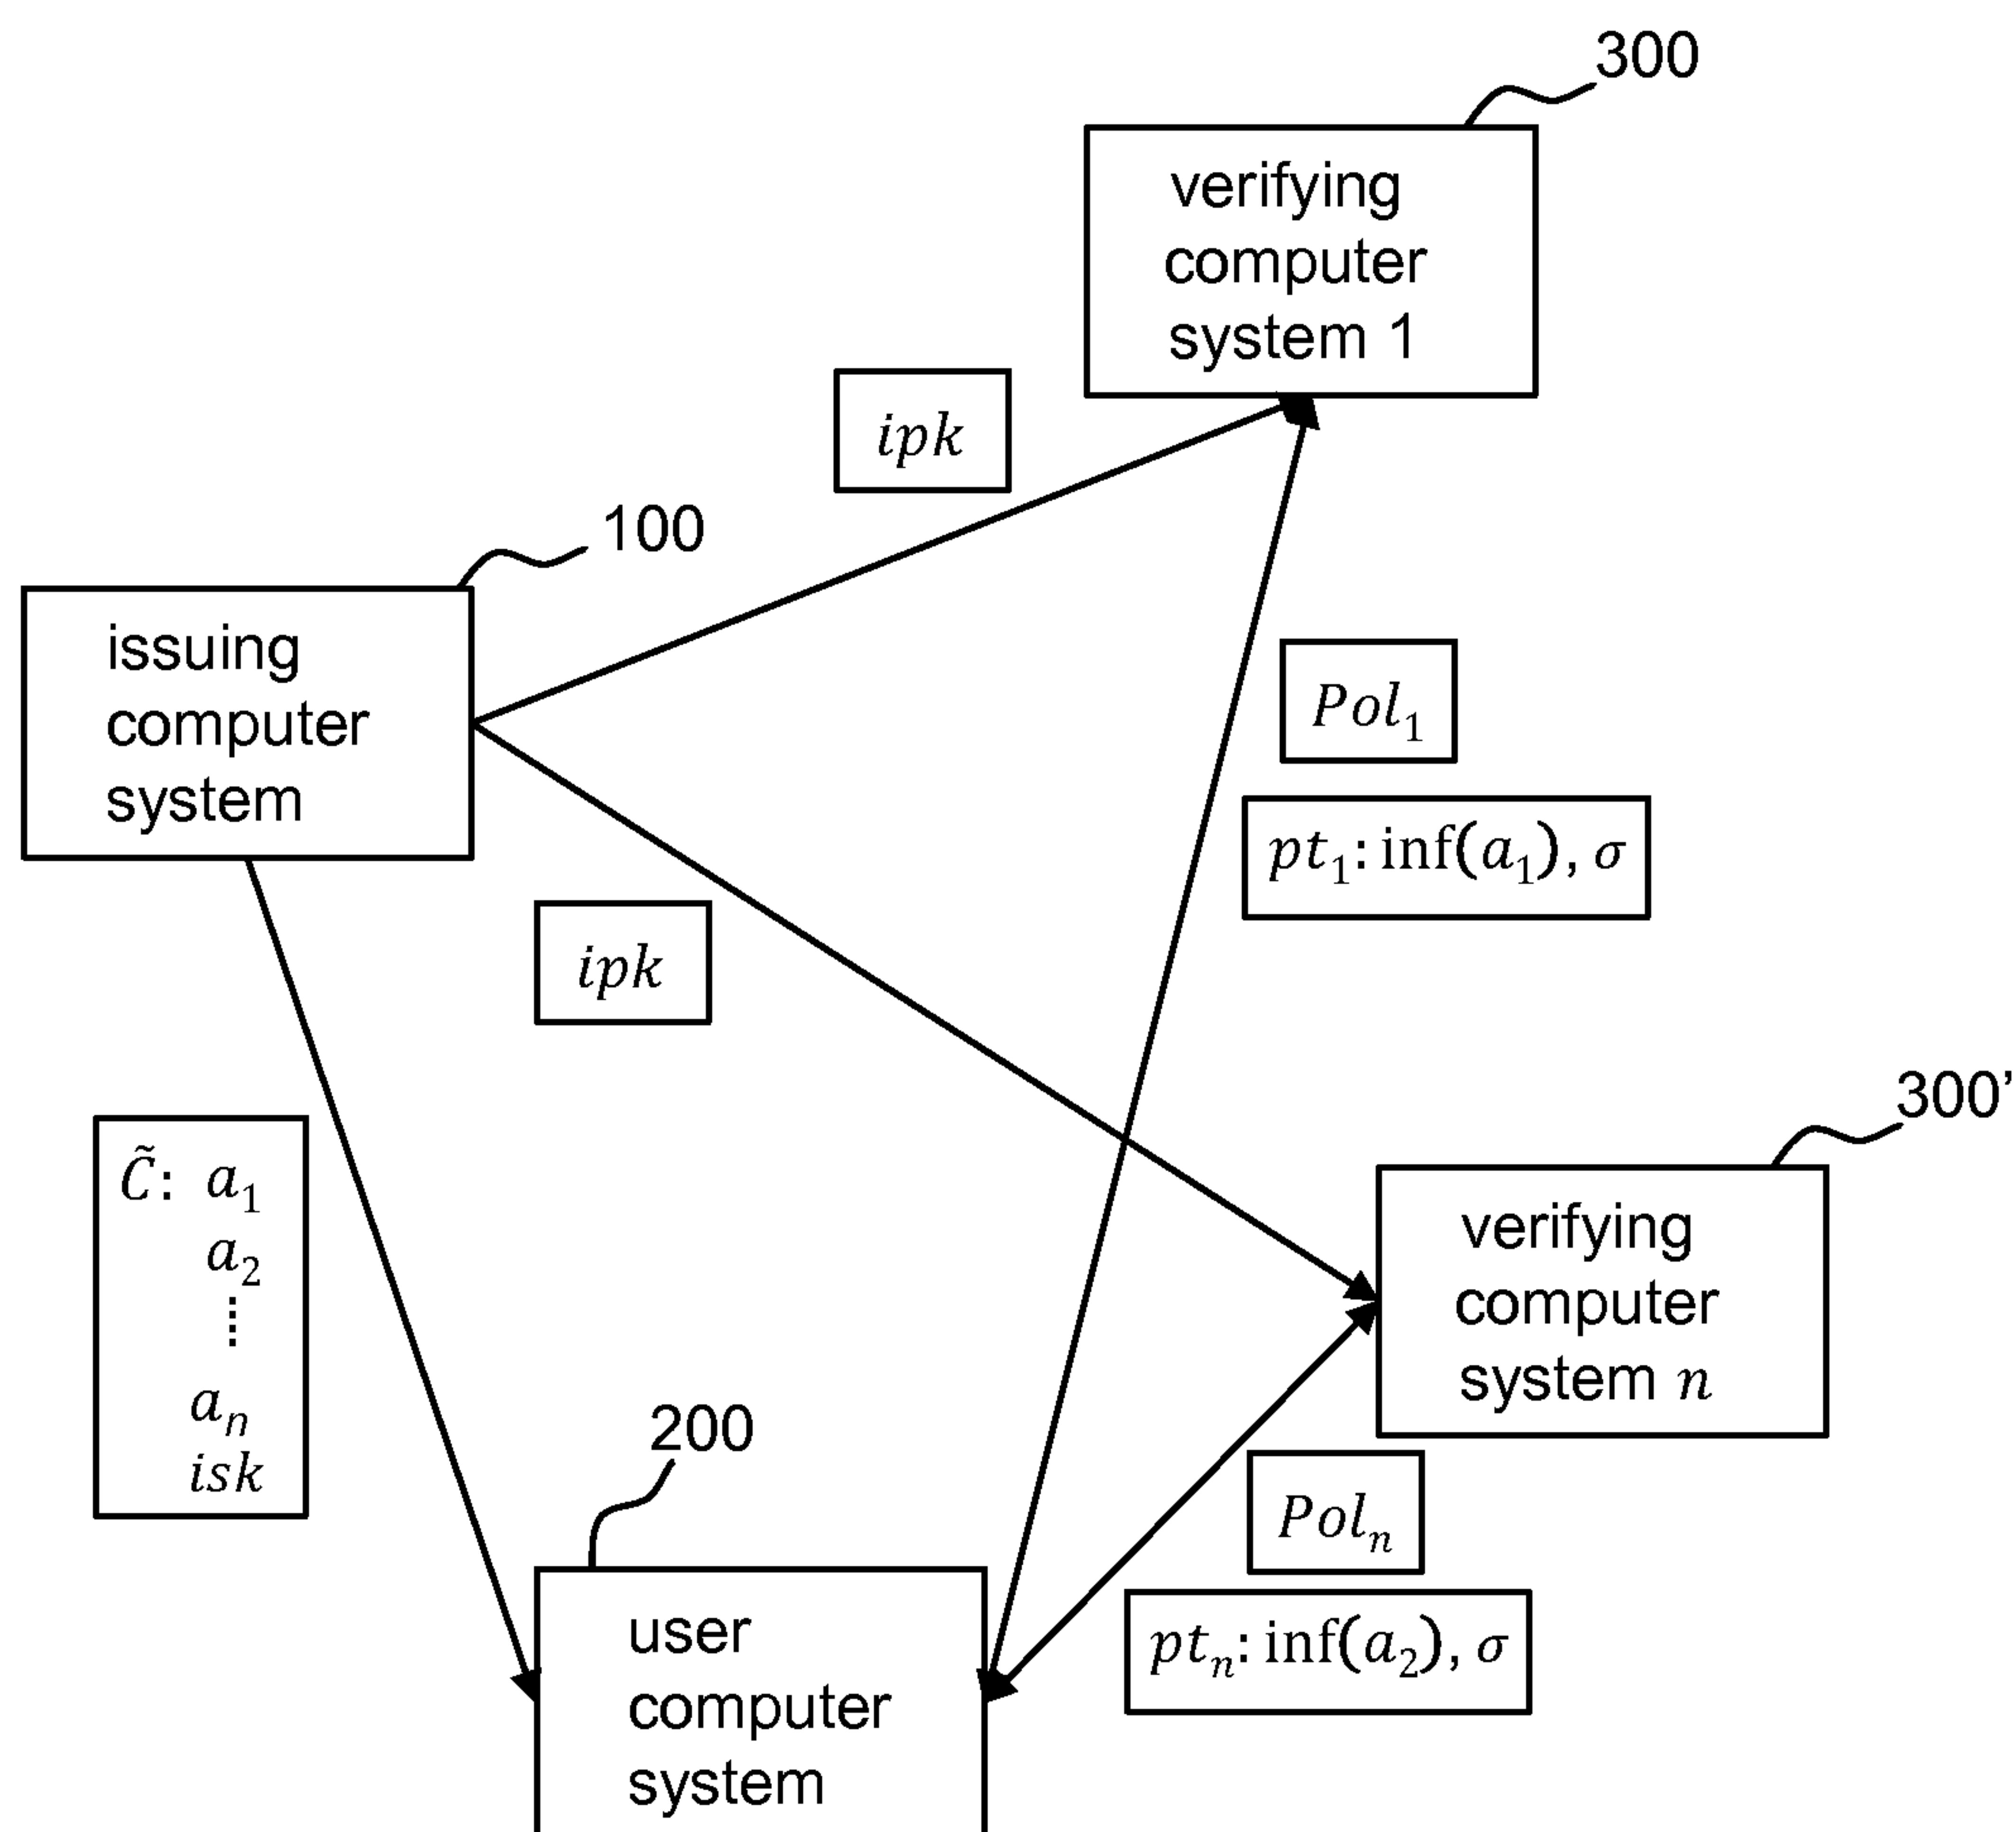 300
verifying
computer
system 1
ipk
100
issuing
computer
system
Pol₁
pt₁: inf(a₁), σ
ipk
300'
C̃: a₁
a₂
⋮
aₙ
isk
verifying
computer
system n
200
Polₙ
ptₙ: inf(a₂), σ
user
computer
system